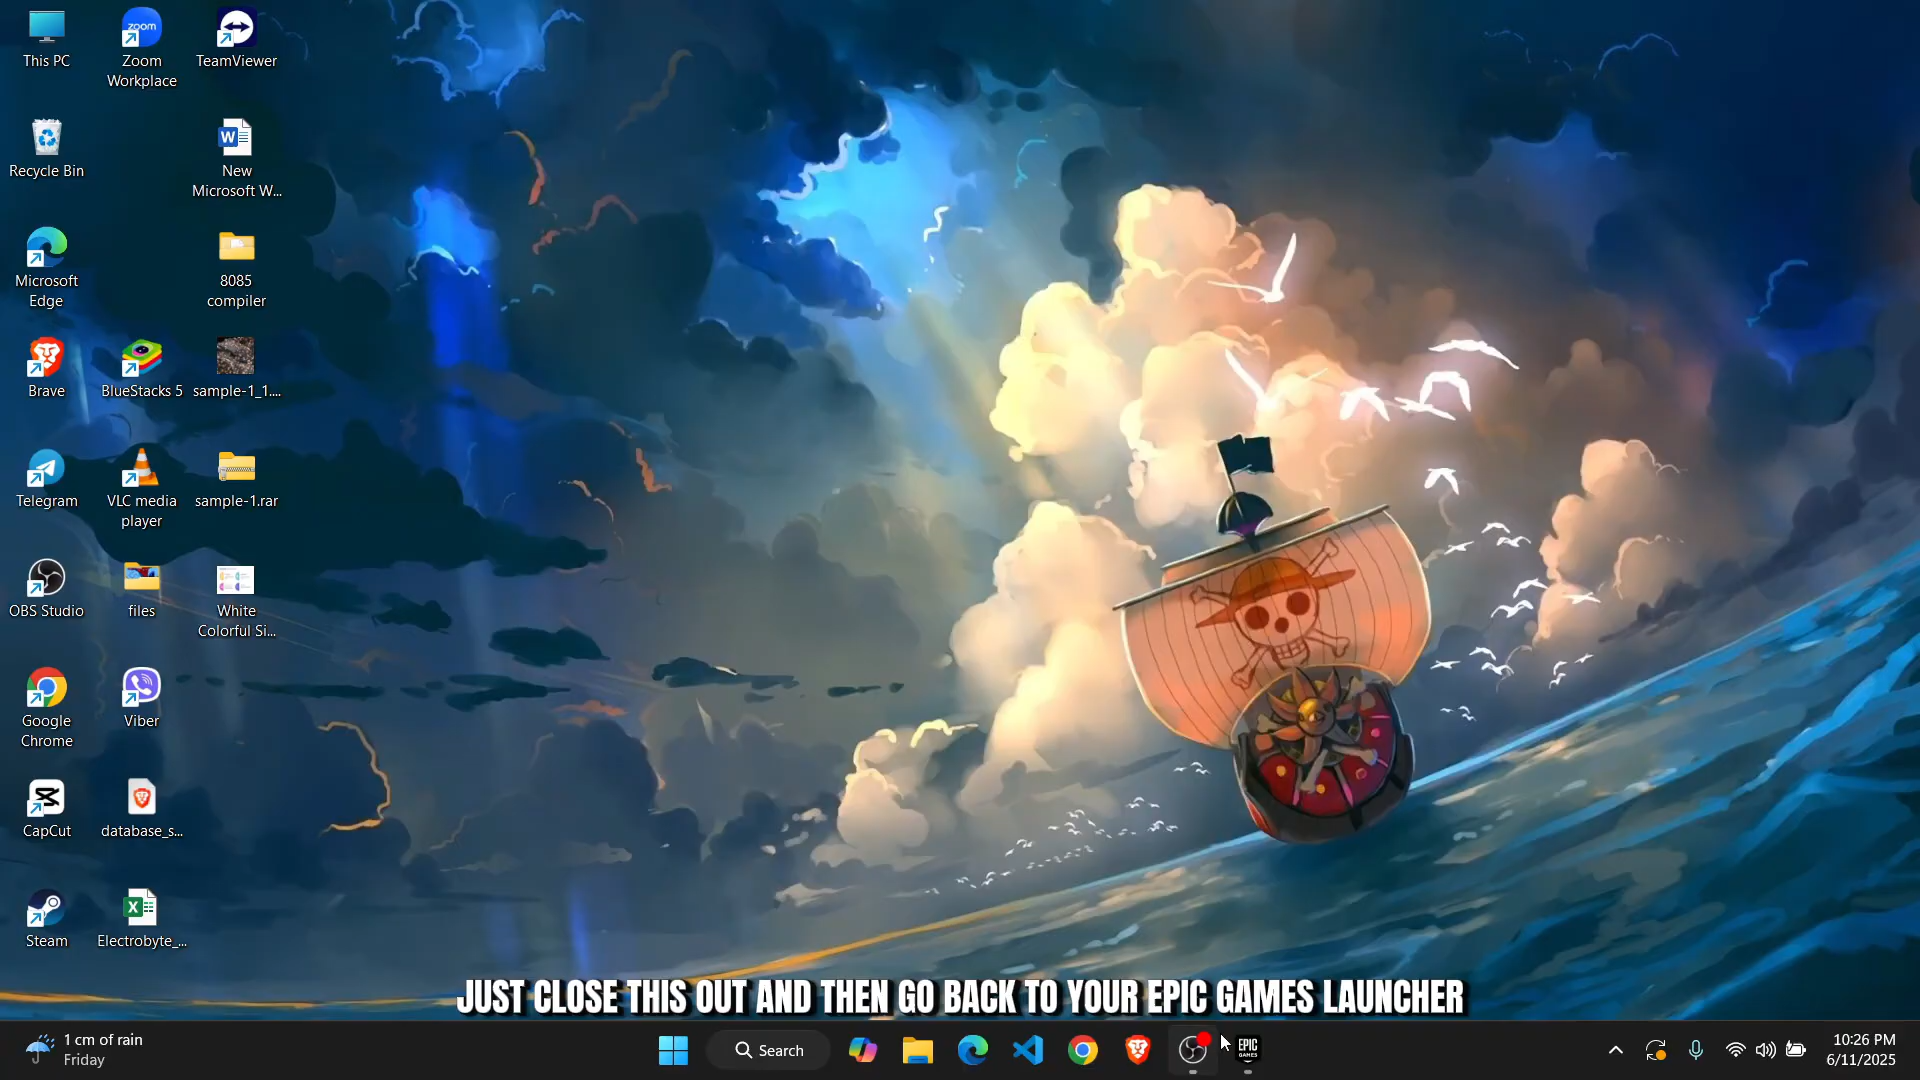 This PC
zoom
Zoom
Workplace
TeamViewer
Recycle Bin
W
New
Microsoft W...
Microsoft
Edge
8085
compiler
Brave
BlueStacks 5
sample-1_1....
Telegram
VLC media
player
sample-1.rar
OBS Studio
files
White
Colorful Si...
Google
Chrome
Viber
CapCut
database_s...
Steam
X
Electrobyte_...
JUST CLOSE THIS OUT AND THEN GO BACK TO YOUR EPIC GAMES LAUNCHER
1 cm of rain
Friday
Search
EPIC
GAMES
10:26 PM
6/11/2025